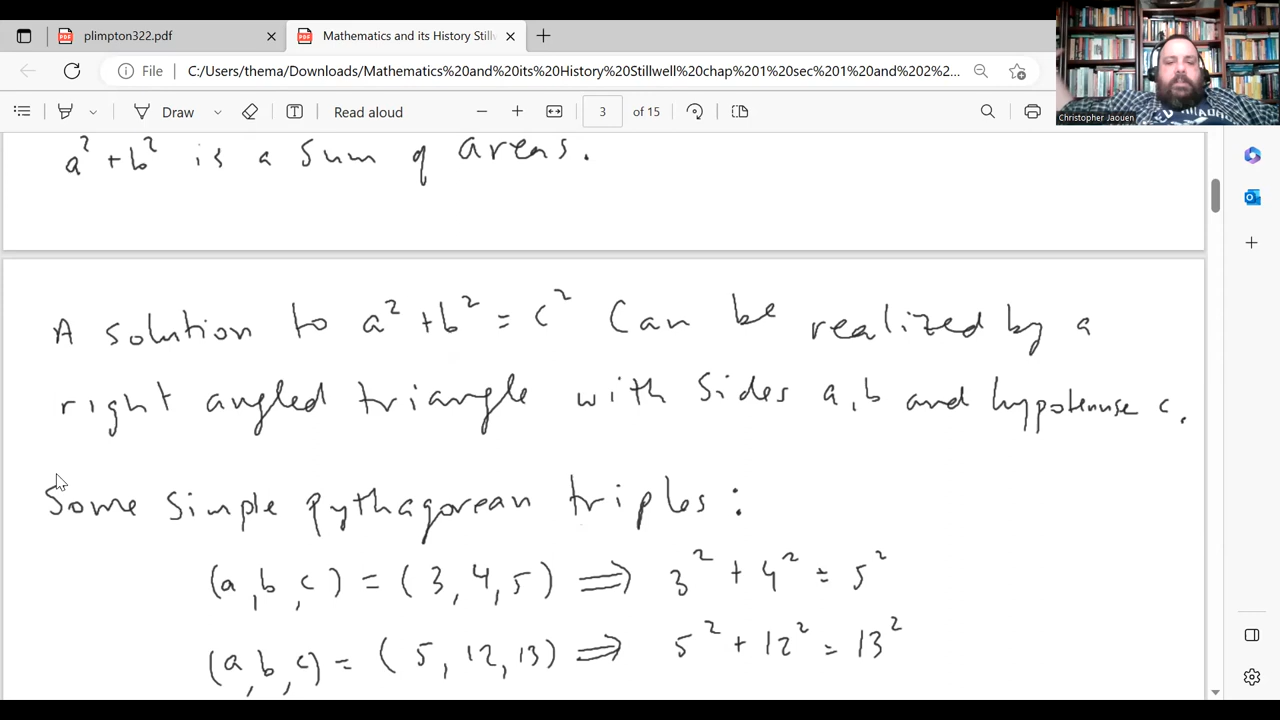 plimpton322.pdf
Mathematics and its History Still
File
C:/Users/thema/Downloads/Mathematics%20and%20its%20History%20Stillwell%20chap%201%20sec%201%20and%202%2...
Draw
Read aloud
3 of 15
Christopher Jaouen
a² + b² is a sum of areas.
A solution to a² + b² = c² can be realized by a
right angled triangle with sides a, b and hypotenuse c.
Some simple pythagorean triples:
(a, b, c) = (3, 4, 5) ⟹ 3² + 4² = 5²
(a, b, c) = (5, 12, 13) ⟹ 5² + 12² = 13²